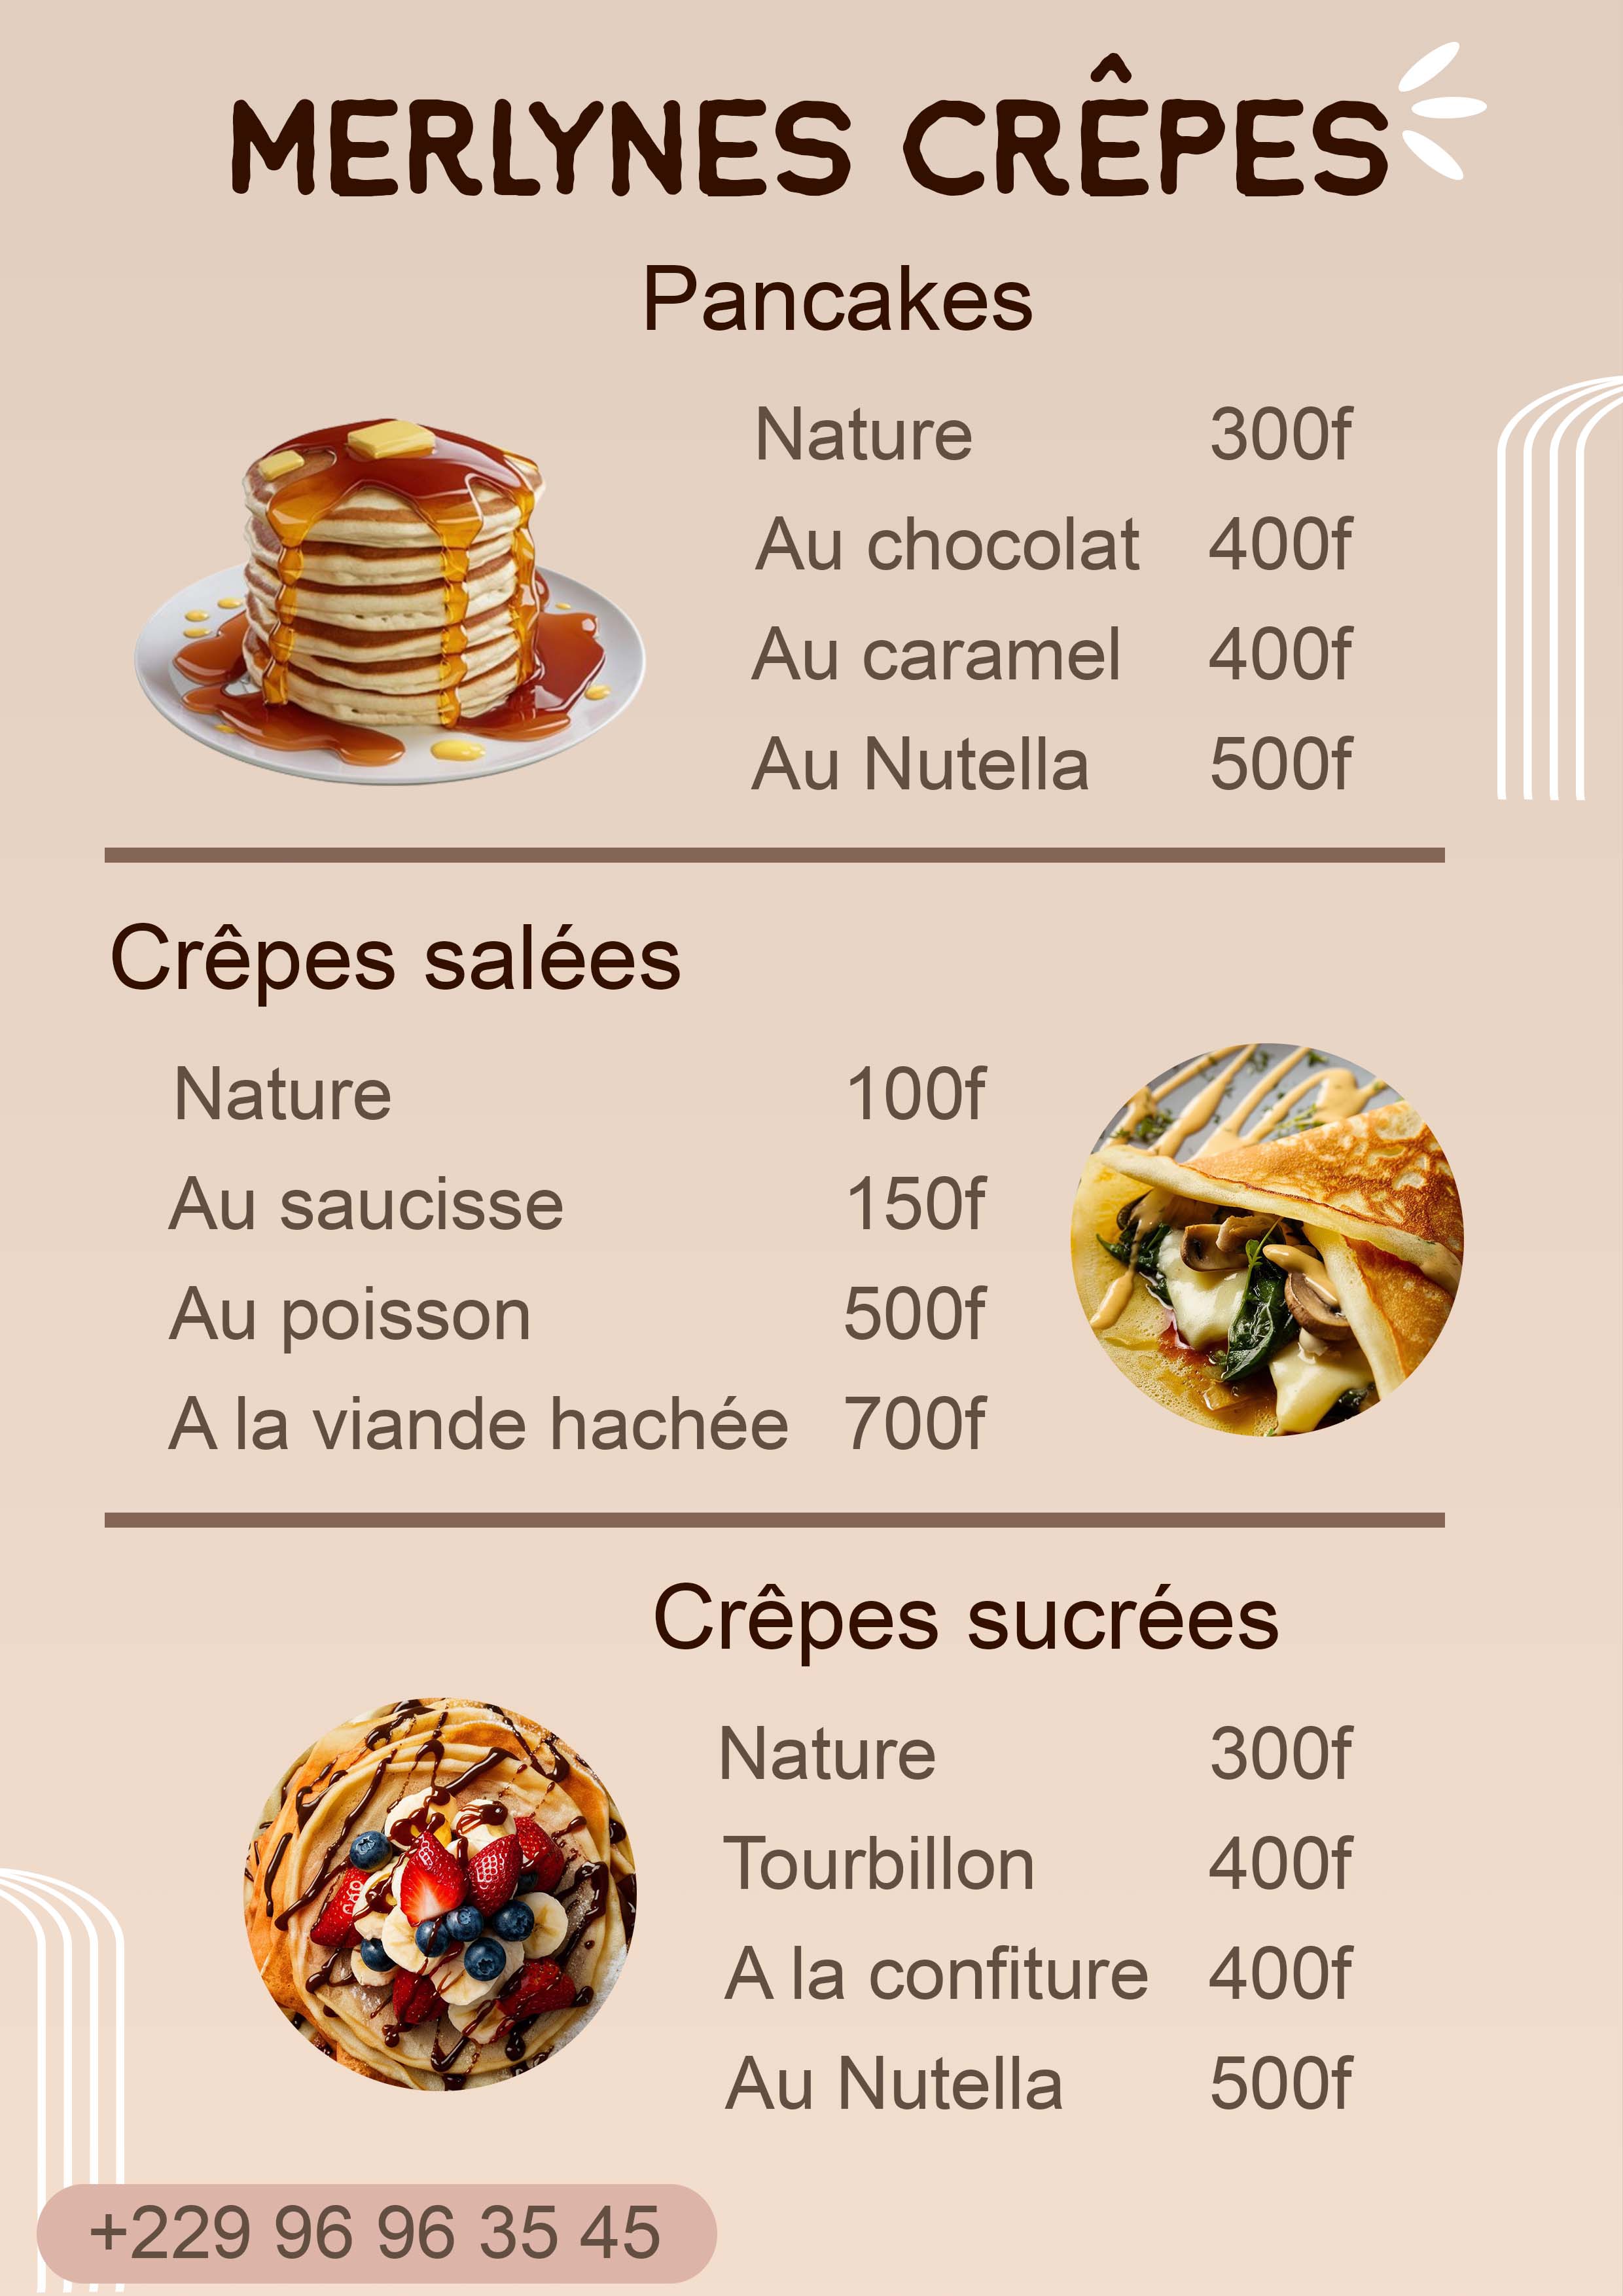 MERLYNES CRÊPES
Pancakes
Nature 300f
Au chocolat 400f
Au caramel 400f
Au Nutella 500f
Crêpes salées
Nature 100f
Au saucisse 150f
Au poisson 500f
A la viande hachée 700f
Crêpes sucrées
Nature 300f
Tourbillon 400f
A la confiture 400f
Au Nutella 500f
+229 96 96 35 45